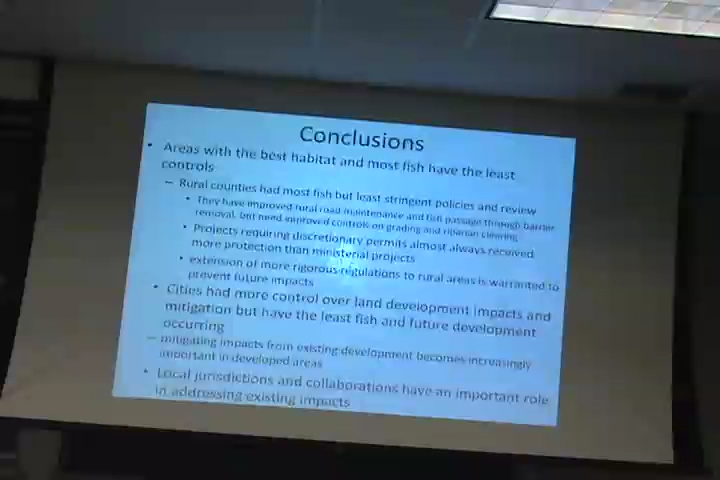 Conclusions
• Areas with the best habitat and most fish have the least
controls
– Rural counties had most fish but least stringent policies and review
• They have improved rural road maintenance and fish passage through barrier
removal, but need improved controls on grading and riparian clearing
• Projects requiring discretionary permits almost always received
more protection than ministerial projects
• extension of more rigorous regulations to rural areas is warranted to
prevent future impacts
• Cities had more control over land development impacts and
mitigation but have the least fish and future development
occurring
– mitigating impacts from existing development becomes increasingly
important in developed areas
• Local jurisdictions and collaborations have an important role
in addressing existing impacts